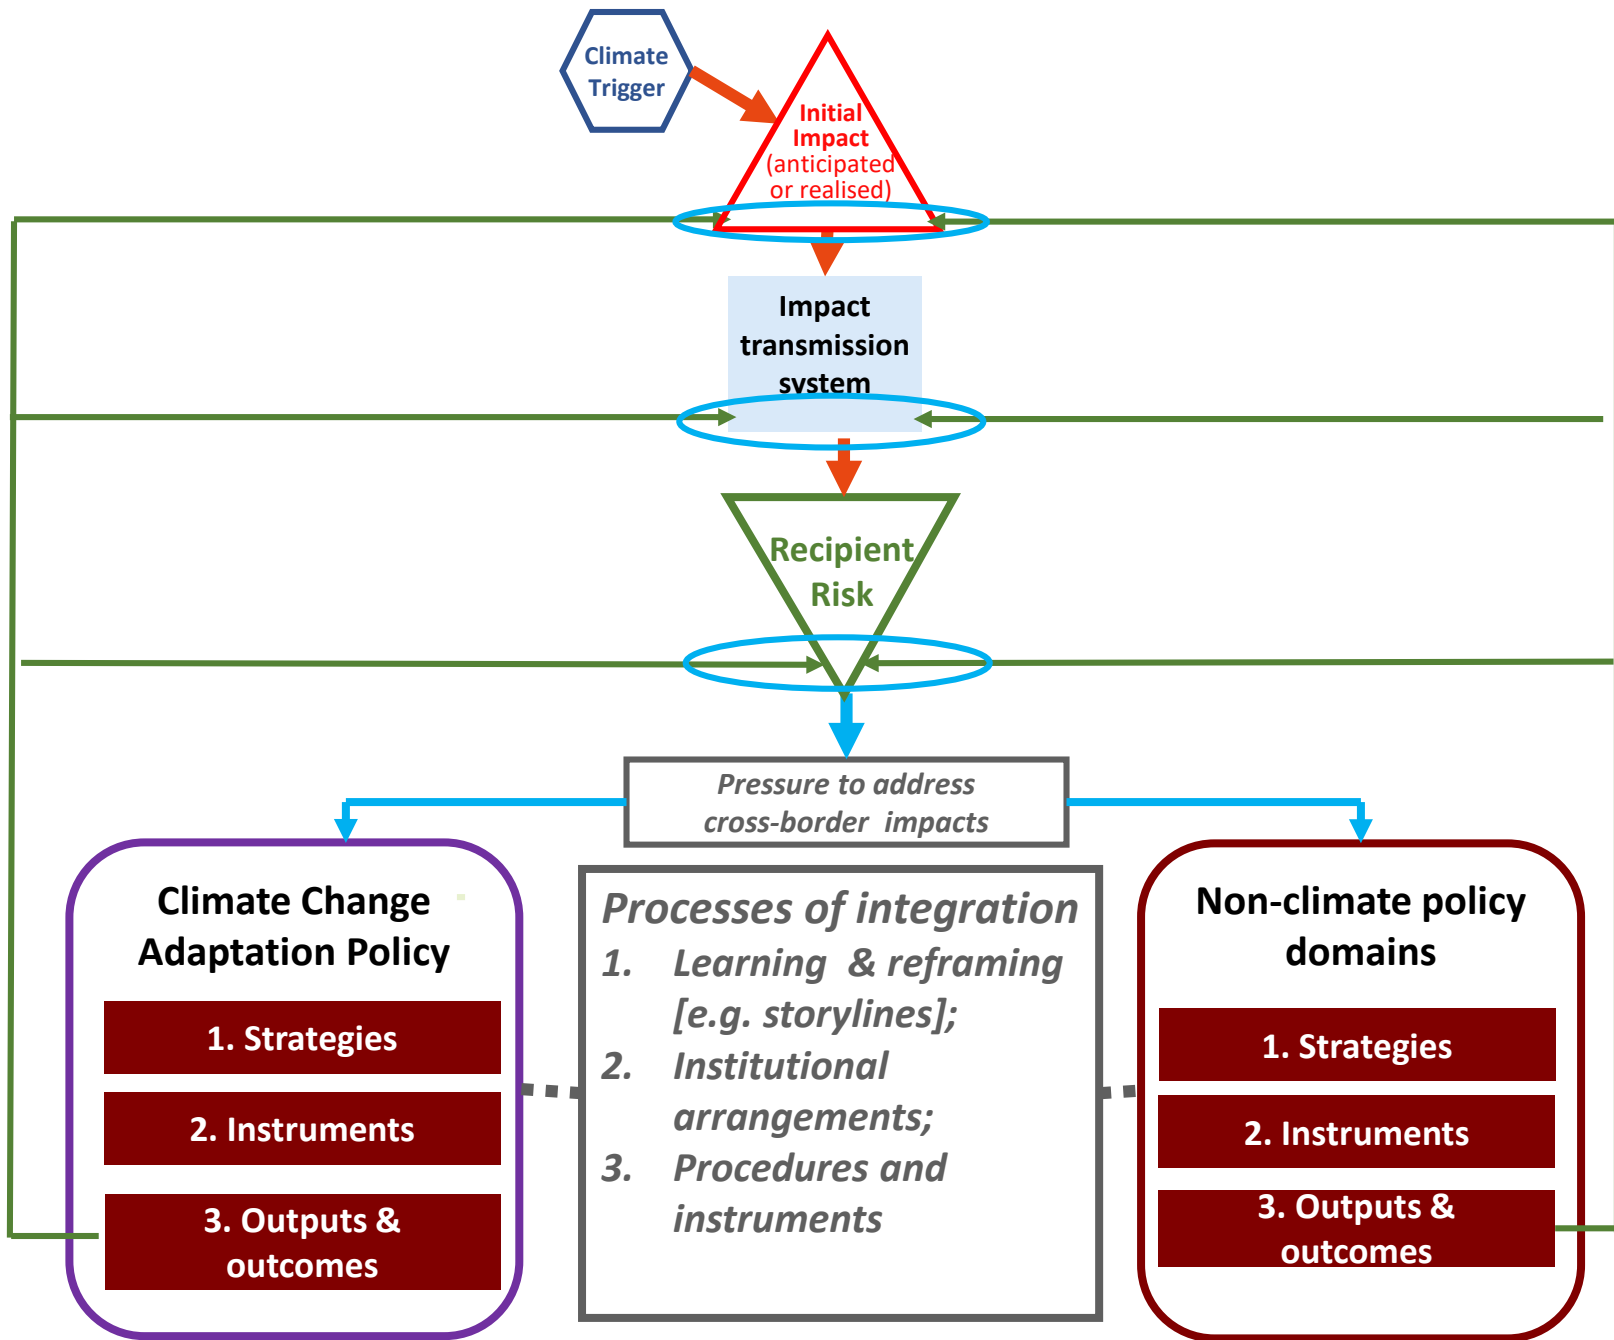 Climate
Trigger
Initial
Impact
(anticipated
or realised)
Impact
transmission
system
Recipient
Risk
Pressure to address
cross-border impacts
Climate Change
Adaptation Policy
1. Strategies
2. Instruments
3. Outputs &
outcomes
Processes of integration
1. Learning & reframing
[e.g. storylines];
2. Institutional
arrangements;
3. Procedures and
instruments
Non-climate policy
domains
1. Strategies
2. Instruments
3. Outputs &
outcomes